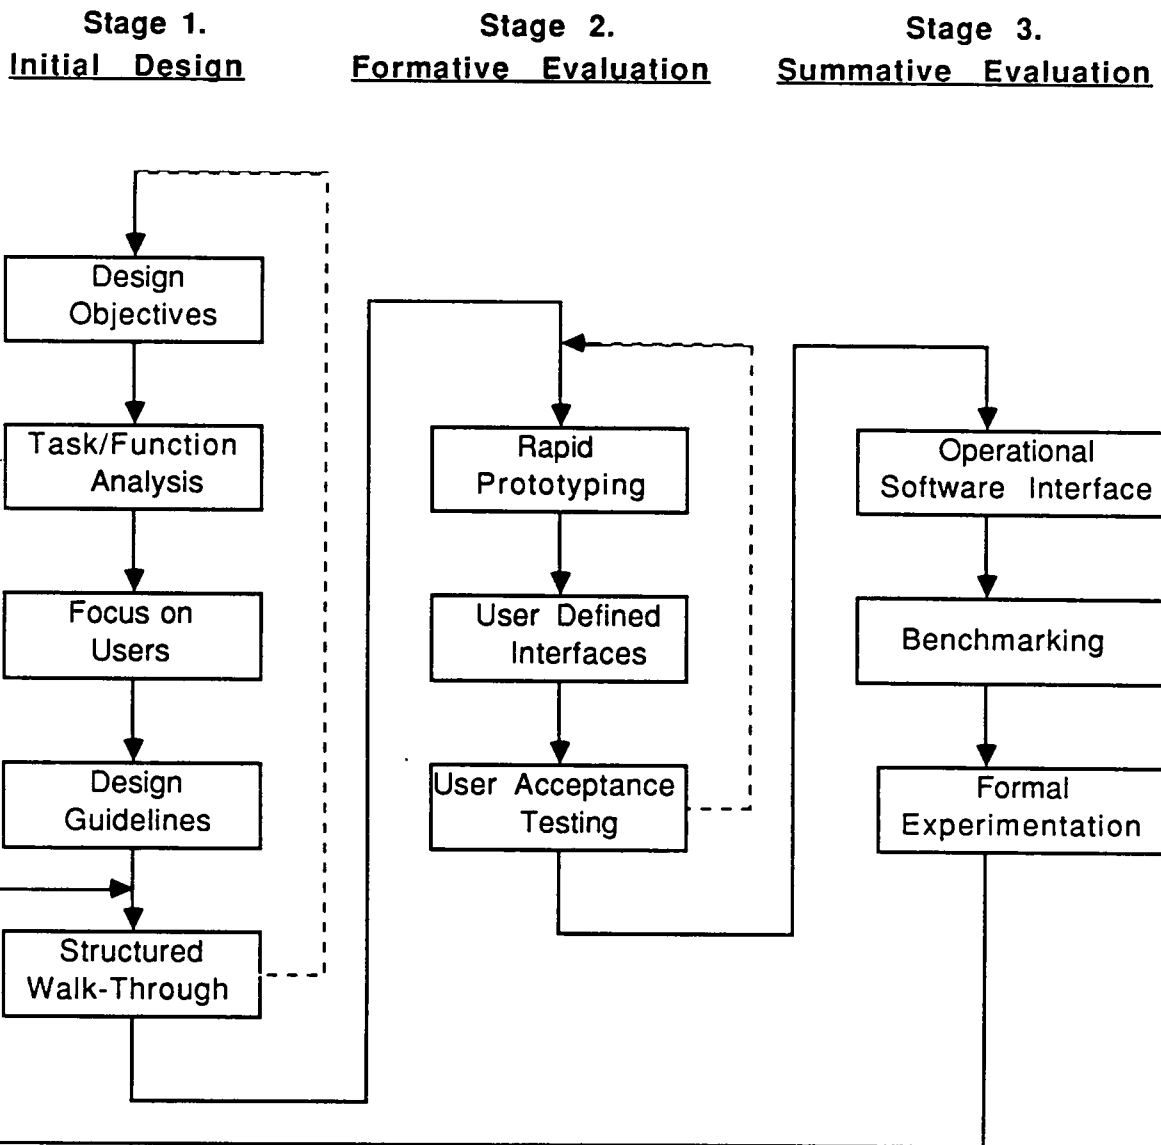 Stage 1.
Initial Design
Stage 2.
Formative Evaluation
Stage 3.
Summative Evaluation
Design
Objectives
Task/Function
Analysis
Focus on
Users
Design
Guidelines
Structured
Walk-Through
Rapid
Prototyping
User Defined
Interfaces
User Acceptance
Testing
Operational
Software Interface
Benchmarking
Formal
Experimentation